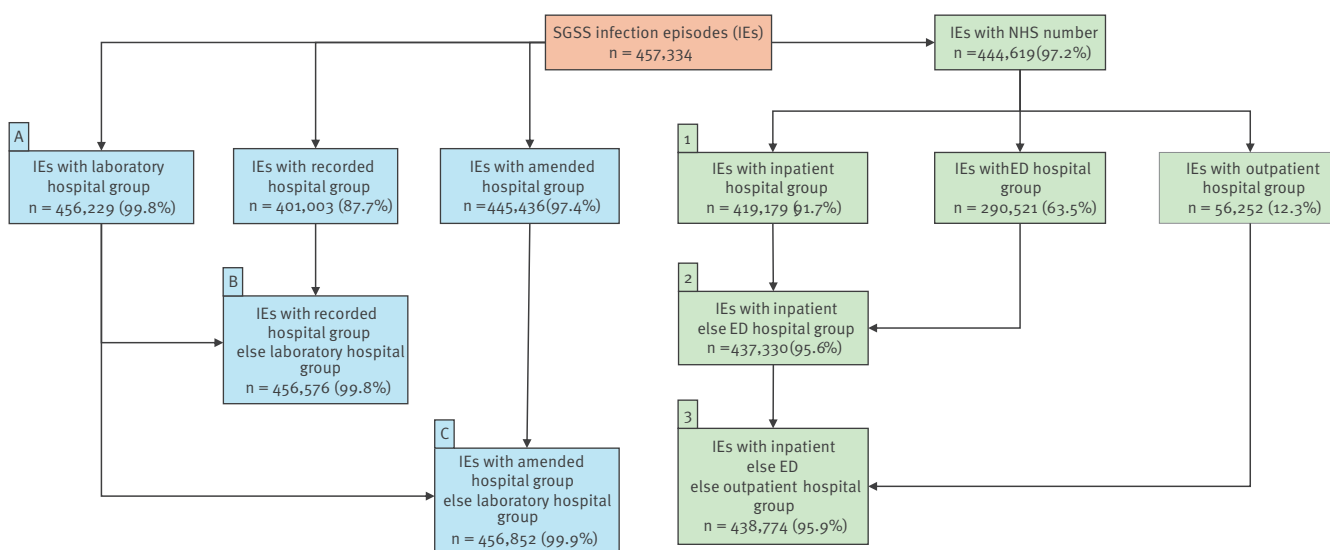 SGSS infection episodes (IEs)
n = 457,334
IEs with NHS number
n =444,619(97.2%)
A
IEs with laboratory
hospital group
n = 456,229 (99.8%)
IEs with recorded
hospital group
n = 401,003 (87.7%)
IEs with amended
hospital group
n =445,436(97.4%)
1
IEs with inpatient
hospital group
n = 419,179 (91.7%)
IEs withED hospital
group
n = 290,521 (63.5%)
IEs with outpatient
hospital group
n = 56,252 (12.3%)
B
IEs with recorded
hospital group
else laboratory hospital
group
n = 456,576 (99.8%)
2
IEs with inpatient
else ED hospital group
n =437,330(95.6%)
C
IEs with amended
hospital group
else laboratory hospital
group
n = 456,852 (99.9%)
3
IEs with inpatient
else ED
else outpatient hospital
group
n = 438,774 (95.9%)